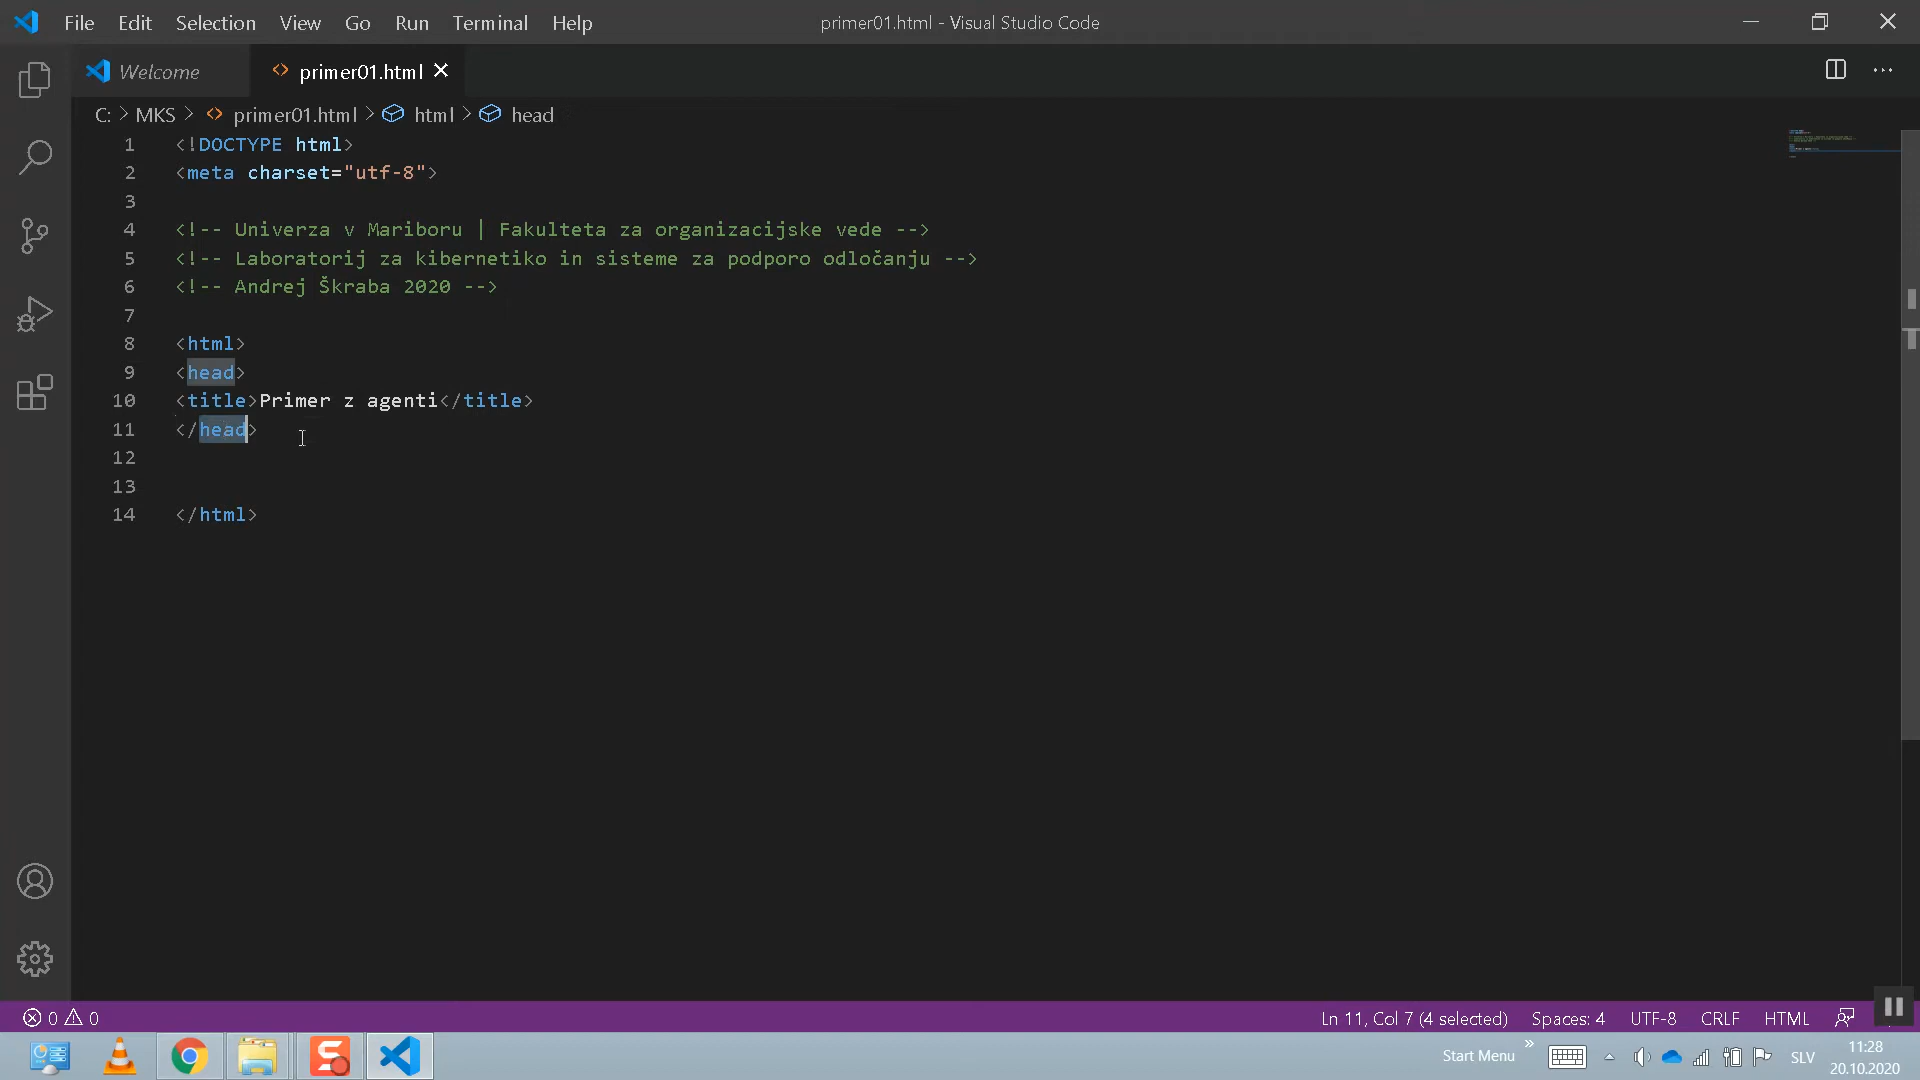 File Edit Selection View Go Run Terminal Help primer01.html - Visual Studio Code
Welcome primer01.html
C: > MKS > primer01.html > html > head
1 <!DOCTYPE html>
2 <meta charset="utf-8">
3
4 <!-- Univerza v Mariboru | Fakulteta za organizacijske vede -->
5 <!-- Laboratorij za kibernetiko in sisteme za podporo odločanju -->
6 <!-- Andrej Škraba 2020 -->
7
8 <html>
9 <head>
10 <title>Primer z agenti</title>
11 </head>
12
13
14 </html>
0 0 Ln 11, Col 7 (4 selected) Spaces: 4 UTF-8 CRLF HTML
Start Menu » SLV 11:28
20.10.2020